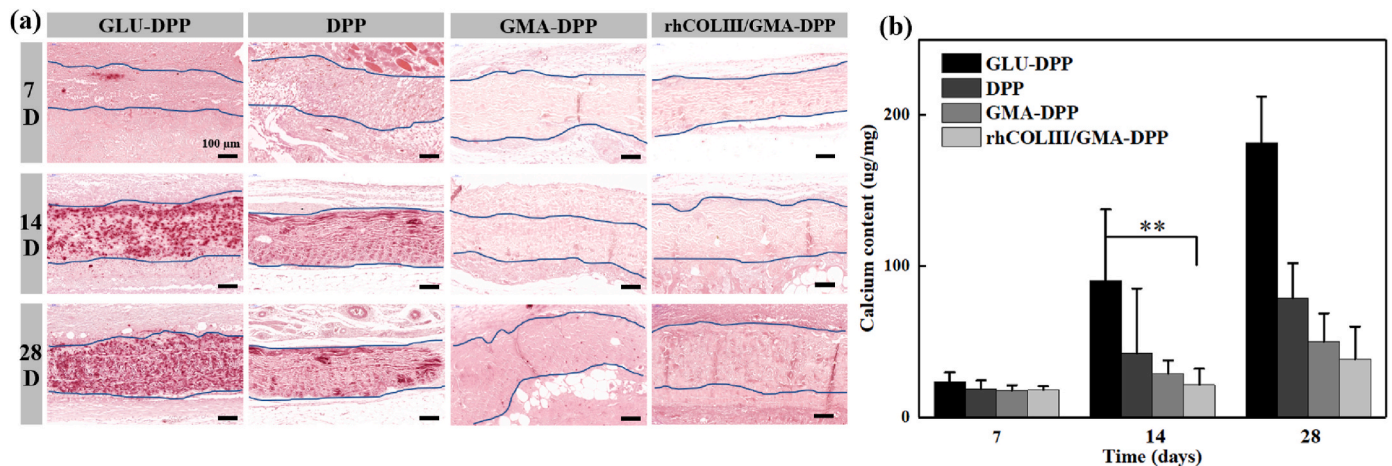 (a)
GLU-DPP
DPP
GMA-DPP
rhCOLIII/GMA-DPP
7
D
100 μm
14
D
28
D
(b)
GLU-DPP
DPP
GMA-DPP
rhCOLIII/GMA-DPP
**
Calcium content (ug/mg)
200
100
0
7
14
28
Time (days)